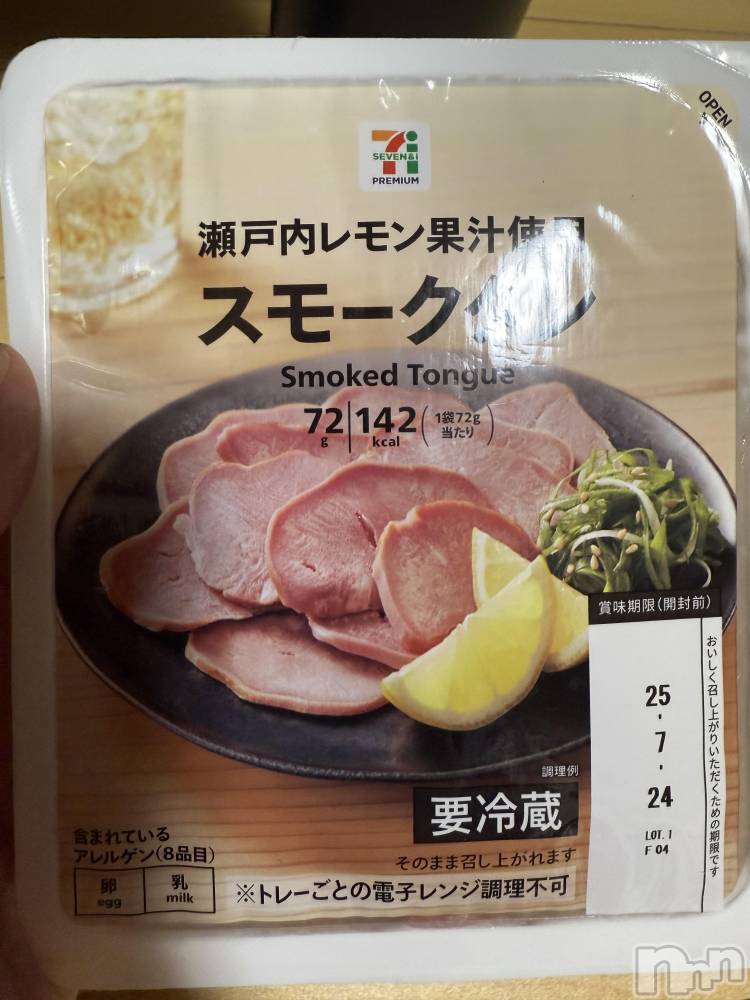 OPEN
SEVEN&i
PREMIUM
瀬戸内レモン果汁使用
スモークタン
Smoked Tongue
72g 142kcal (1袋72g当たり)
賞味期限(開封前)
おいしく召し上がりいただくための期限です
25・7・24
LOT. 1
F 04
調理例
要冷蔵
そのまま召し上がれます
※トレーごとの電子レンジ調理不可
含まれている
アレルゲン(8品目)
卵 乳
egg milk
nnn